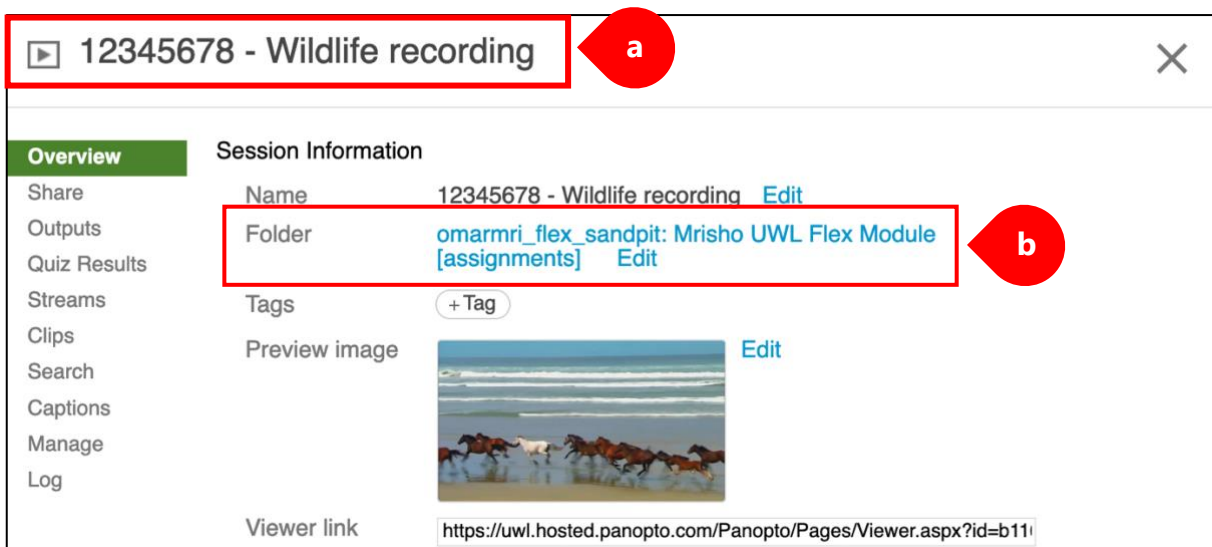 12345678 - Wildlife recording
a
Overview
Share
Outputs
Quiz Results
Streams
Clips
Search
Captions
Manage
Log
Session Information
Name 12345678 - Wildlife recording Edit
Folder omarmri_flex_sandpit: Mrisho UWL Flex Module
[assignments] Edit
b
Tags + Tag
Preview image Edit
Viewer link https://uwl.hosted.panopto.com/Panopto/Pages/Viewer.aspx?id=b11